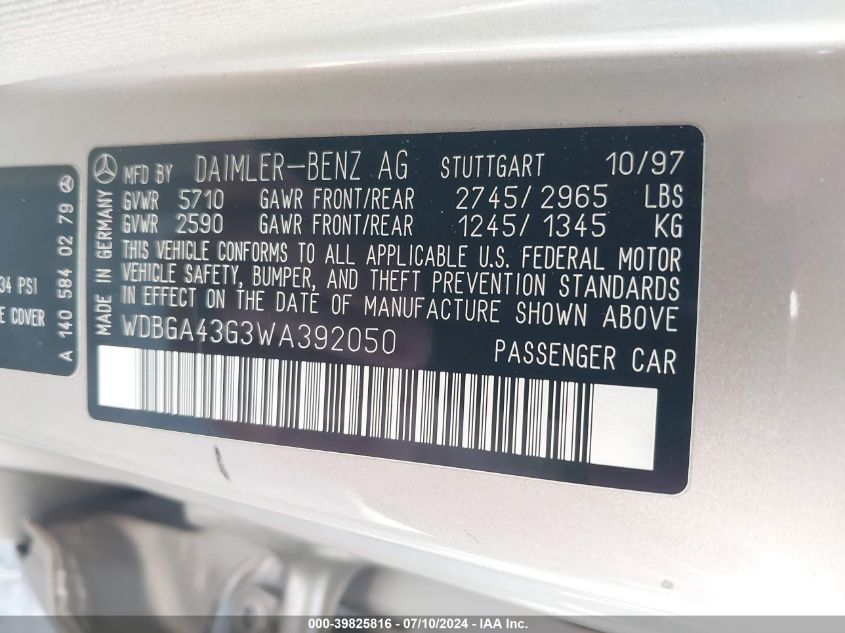 MFD BY DAIMLER-BENZ AG STUTTGART 10/97
GVWR 5710 GAWR FRONT/REAR 2745/2965 LBS
GVWR 2590 GAWR FRONT/REAR 1245/1345 KG
THIS VEHICLE CONFORMS TO ALL APPLICABLE U.S. FEDERAL MOTOR
VEHICLE SAFETY, BUMPER, AND THEFT PREVENTION STANDARDS
IN EFFECT ON THE DATE OF MANUFACTURE SHOWN ABOVE
WDBGA43G3WA392050 PASSENGER CAR
MADE IN GERMANY
A 140 584 02 79
34 PSI
E COVER
000-39825816 - 07/10/2024 - IAA Inc.